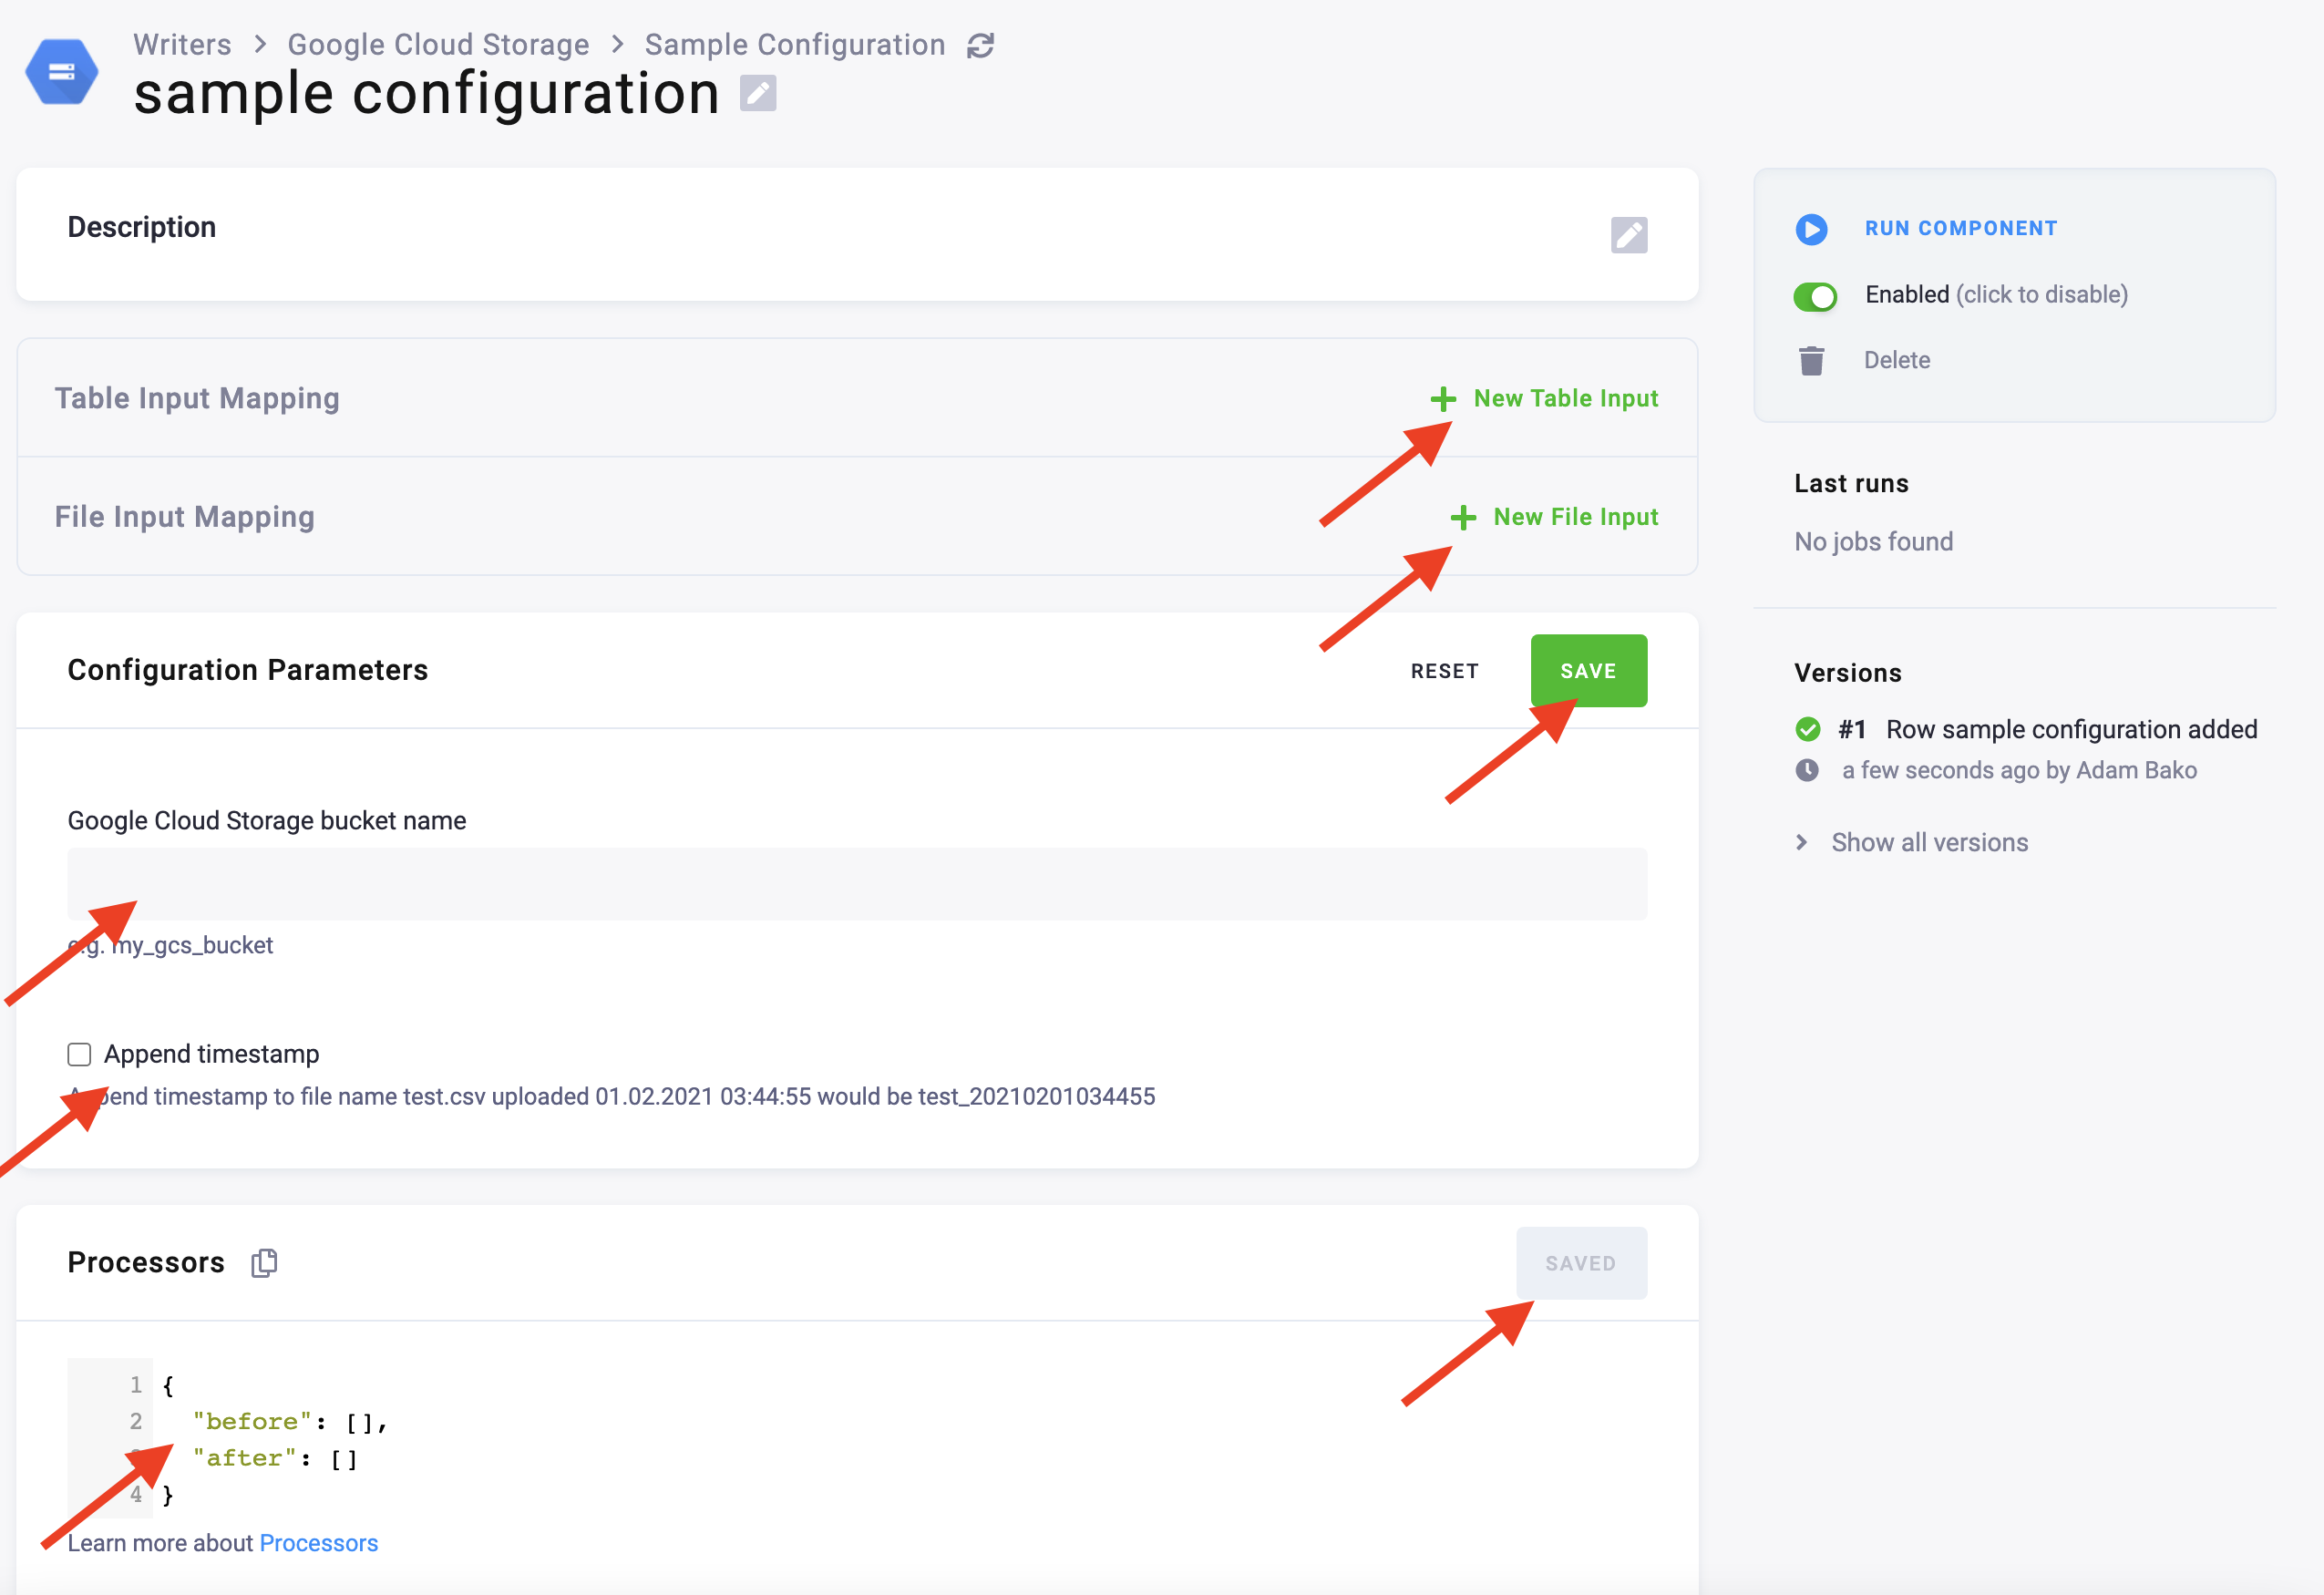 Writers > Google Cloud Storage > Sample Configuration
sample configuration
Description
Table Input Mapping
New Table Input
File Input Mapping
New File Input
Configuration Parameters
RESET
SAVE
Google Cloud Storage bucket name
e.g. my_gcs_bucket
Append timestamp
Append timestamp to file name test.csv uploaded 01.02.2021 03:44:55 would be test_20210201034455
Processors
SAVED
1 {
2 "before": [],
3 "after": []
4 }
Learn more about Processors
RUN COMPONENT
Enabled (click to disable)
Delete
Last runs
No jobs found
Versions
#1 Row sample configuration added
a few seconds ago by Adam Bako
Show all versions